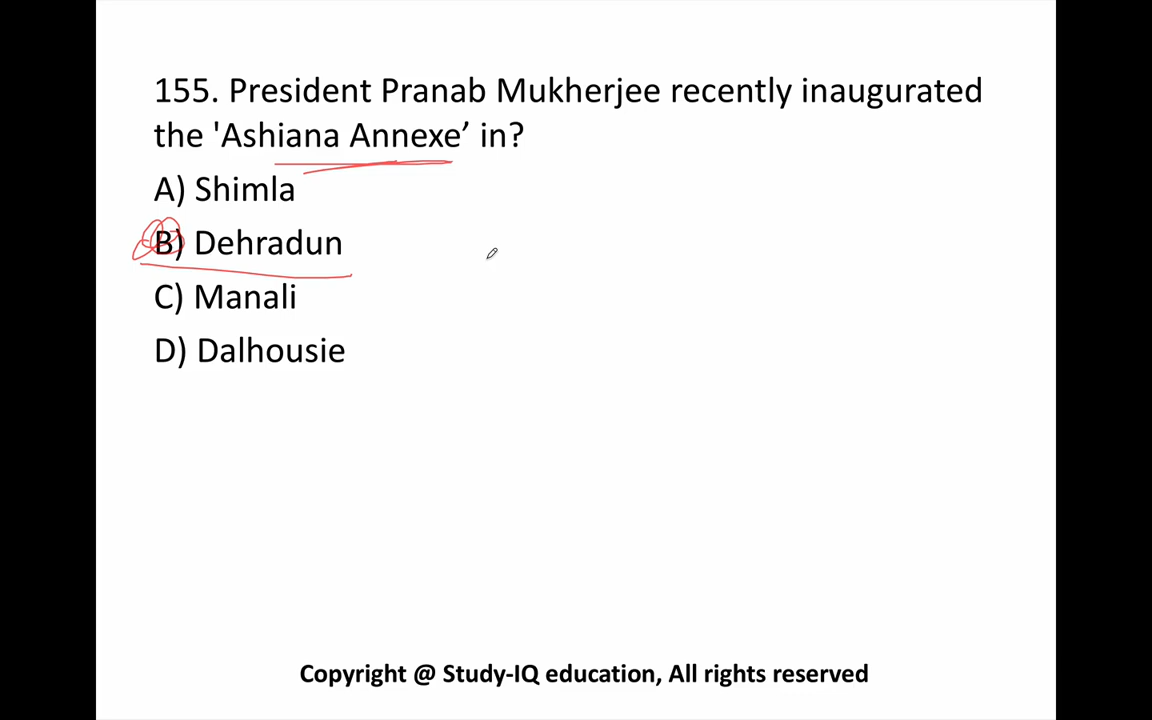 155. President Pranab Mukherjee recently inaugurated
the 'Ashiana Annexe’ in?
A) Shimla
B) Dehradun
C) Manali
D) Dalhousie
Copyright @ Study-IQ education, All rights reserved